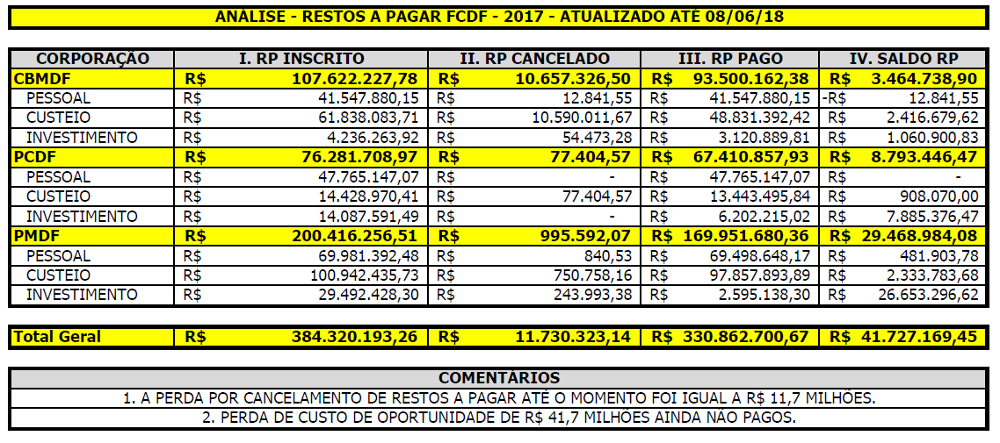 ANÁLISE - RESTOS A PAGAR FCDF - 2017 - ATUALIZADO ATÉ 08/06/18
CORPORAÇÃO I. RP INSCRITO II. RP CANCELADO III. RP PAGO IV. SALDO RP
CBMDF R$ 107.622.227,78 R$ 10.657.326,50 R$ 93.500.162,38 R$ 3.464.738,90
PESSOAL R$ 41.547.880,15 R$ 12.841,55 R$ 41.547.880,15 -R$ 12.841,55
CUSTEIO R$ 61.838.083,71 R$ 10.590.011,67 R$ 48.831.392,42 R$ 2.416.679,62
INVESTIMENTO R$ 4.236.263,92 R$ 54.473,28 R$ 3.120.889,81 R$ 1.060.900,83
PCDF R$ 76.281.708,97 R$ 77.404,57 R$ 67.410.857,93 R$ 8.793.446,47
PESSOAL R$ 47.765.147,07 R$ - R$ 47.765.147,07 R$ -
CUSTEIO R$ 14.428.970,41 R$ 77.404,57 R$ 13.443.495,84 R$ 908.070,00
INVESTIMENTO R$ 14.087.591,49 R$ - R$ 6.202.215,02 R$ 7.885.376,47
PMDF R$ 200.416.256,51 R$ 995.592,07 R$ 169.951.680,36 R$ 29.468.984,08
PESSOAL R$ 69.981.392,48 R$ 840,53 R$ 69.498.648,17 R$ 481.903,78
CUSTEIO R$ 100.942.435,73 R$ 750.758,16 R$ 97.857.893,89 R$ 2.333.783,68
INVESTIMENTO R$ 29.492.428,30 R$ 243.993,38 R$ 2.595.138,30 R$ 26.653.296,62
Total Geral R$ 384.320.193,26 R$ 11.730.323,14 R$ 330.862.700,67 R$ 41.727.169,45
COMENTÁRIOS
1. A PERDA POR CANCELAMENTO DE RESTOS A PAGAR ATÉ O MOMENTO FOI IGUAL A R$ 11,7 MILHÕES.
2. PERDA DE CUSTO DE OPORTUNIDADE DE R$ 41,7 MILHÕES AINDA NÃO PAGOS.